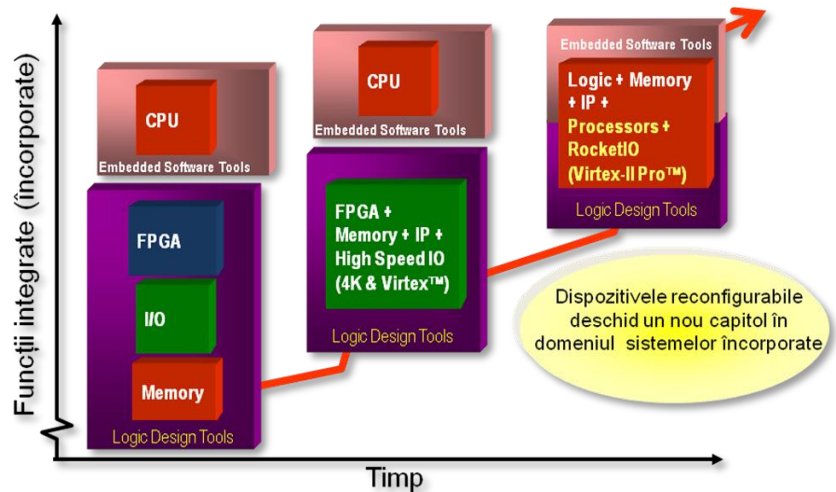 Funcții integrate (încorporate)
CPU
Embedded Software Tools
FPGA
I/O
Memory
Logic Design Tools
CPU
Embedded Software Tools
FPGA +
Memory + IP +
High Speed IO
(4K & Virtex™)
Logic Design Tools
Embedded Software Tools
Logic + Memory
+ IP +
Processors +
RocketIO
(Virtex-II Pro™)
Logic Design Tools
Dispozitivele reconfigurabile
deschid un nou capitol în
domeniul sistemelor încorporate
Timp